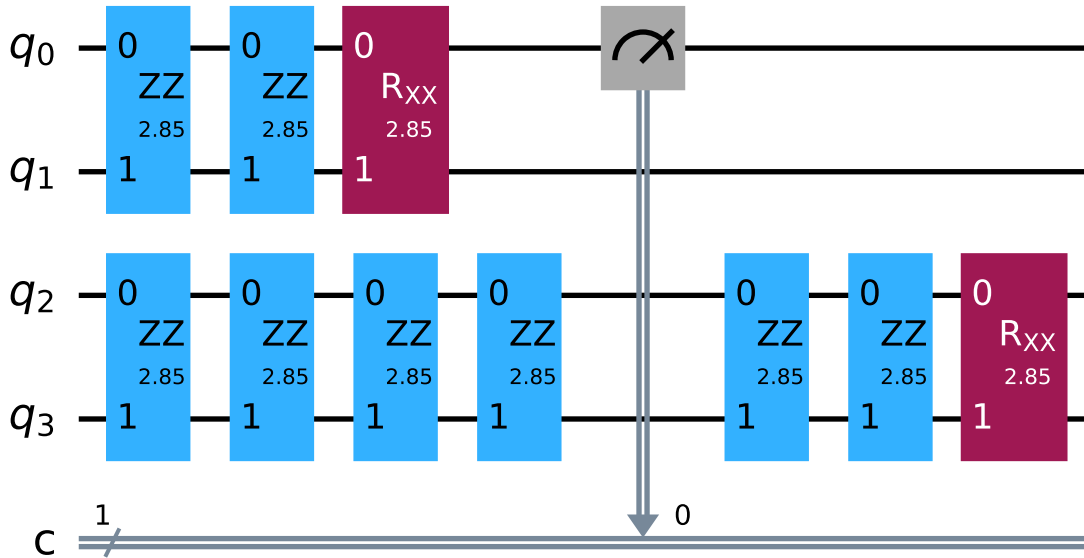 q0 0 0 0
ZZ ZZ RXX
2.85 2.85 2.85
q1 1 1 1
q2 0 0 0 0 0 0 0
ZZ ZZ ZZ ZZ ZZ ZZ RXX
2.85 2.85 2.85 2.85 2.85 2.85 2.85
q3 1 1 1 1 1 1 1
1 0
c